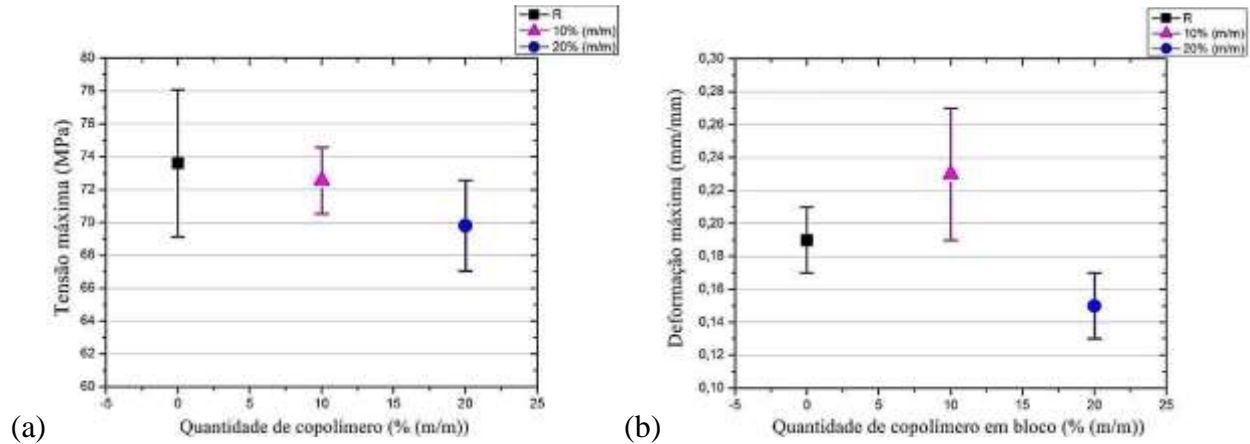 R
10% (m/m)
20% (m/m)
80
78
76
74
72
70
68
66
64
62
60
Tensão máxima (MPa)
-5 0 5 10 15 20 25
Quantidade de copolímero (% (m/m))
(a)
R
10% (m/m)
20% (m/m)
0,30
0,28
0,26
0,24
0,22
0,20
0,18
0,16
0,14
0,12
0,10
Deformação máxima (mm/mm)
-5 0 5 10 15 20 25
Quantidade de copolímero em bloco (% (m/m))
(b)